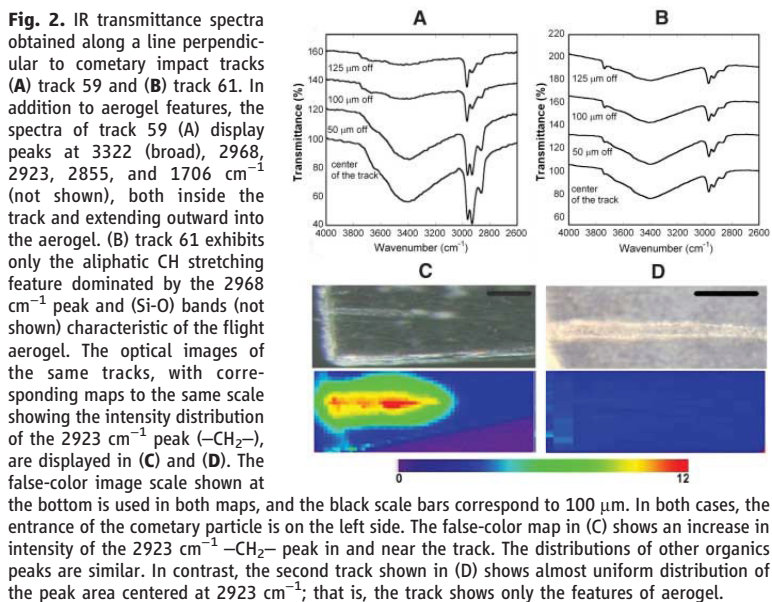 Fig. 2. IR transmittance spectra
obtained along a line perpendic-
ular to cometary impact tracks
(A) track 59 and (B) track 61. In
addition to aerogel features, the
spectra of track 59 (A) display
peaks at 3322 (broad), 2968,
2923, 2855, and 1706 cm⁻¹
(not shown), both inside the
track and extending outward into
the aerogel. (B) track 61 exhibits
only the aliphatic CH stretching
feature dominated by the 2968
cm⁻¹ peak and (Si-O) bands (not
shown) characteristic of the flight
aerogel. The optical images of
the same tracks, with corre-
sponding maps to the same scale
showing the intensity distribution
of the 2923 cm⁻¹ peak (–CH₂–),
are displayed in (C) and (D). The
false-color image scale shown at
the bottom is used in both maps, and the black scale bars correspond to 100 μm. In both cases, the
entrance of the cometary particle is on the left side. The false-color map in (C) shows an increase in
intensity of the 2923 cm⁻¹ –CH₂– peak in and near the track. The distributions of other organics
peaks are similar. In contrast, the second track shown in (D) shows almost uniform distribution of
the peak area centered at 2923 cm⁻¹; that is, the track shows only the features of aerogel.
A
Transmittance (%)
160
140
120
100
80
60
40
125 μm off
100 μm off
50 μm off
center
of the track
4000 3800 3600 3400 3200 3000 2800 2600
Wavenumber (cm⁻¹)
B
Transmittance (%)
220
200
180
160
140
120
100
80
60
125 μm off
100 μm off
50 μm off
center
of the track
4000 3800 3600 3400 3200 3000 2800 2600
Wavenumber (cm⁻¹)
C
D
0 12